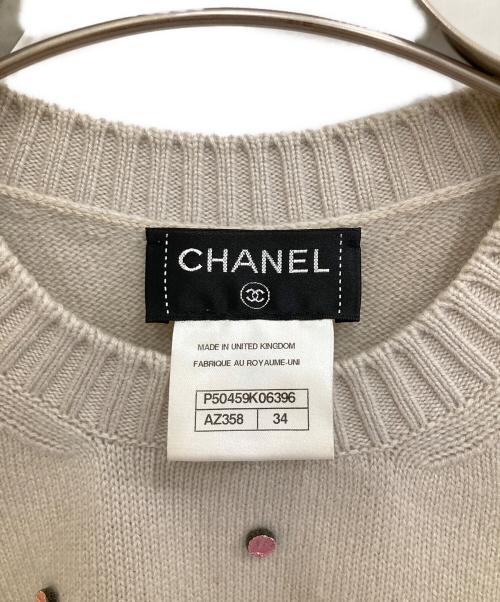 CHANEL
MADE IN UNITED KINGDOM
FABRIQUE AU ROYAUME-UNI
P50459K06396
AZ358 34